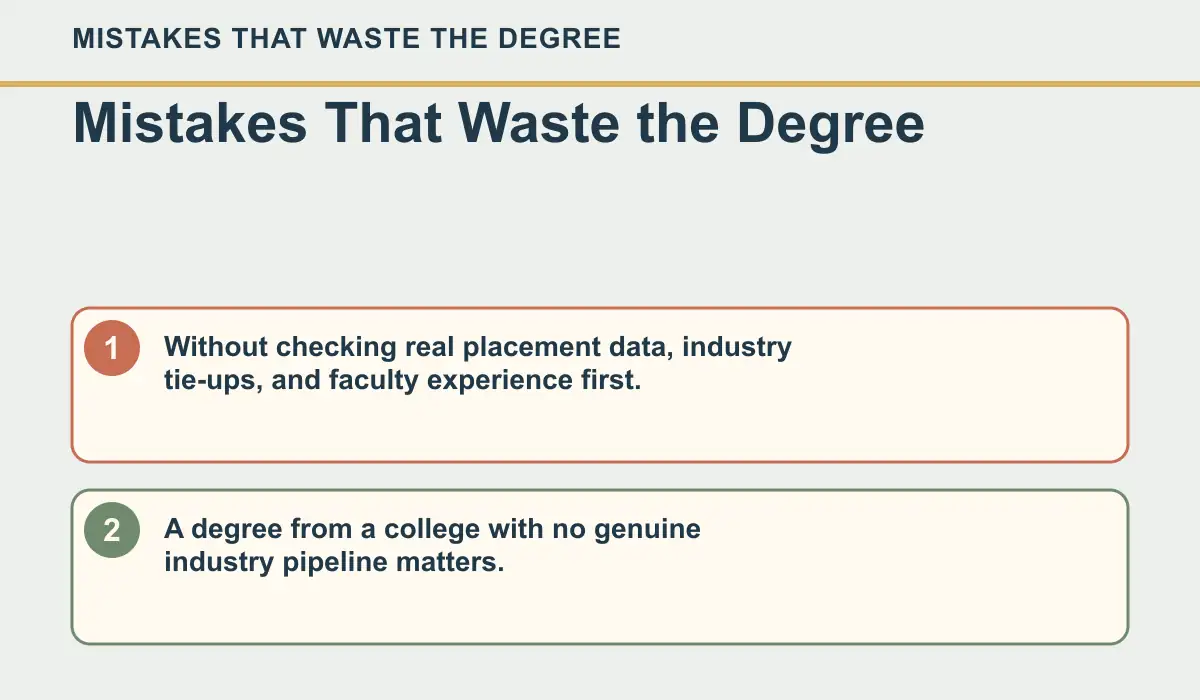 MISTAKES THAT WASTE THE DEGREE
Mistakes That Waste the Degree
1
Without checking real placement data, industry
tie-ups, and faculty experience first.
2
A degree from a college with no genuine
industry pipeline matters.